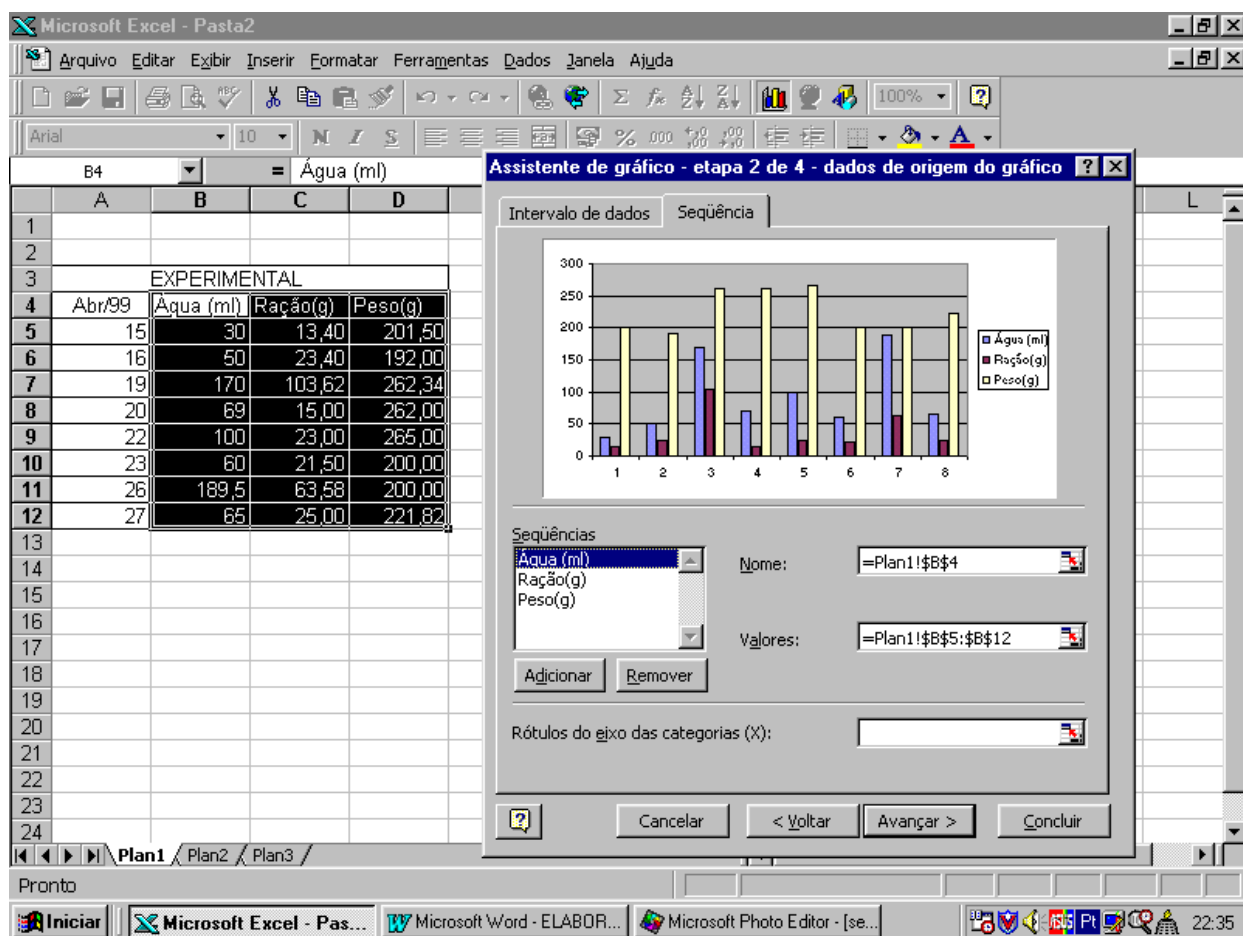 Microsoft Excel - Pasta2
Arquivo Editar Exibir Inserir Formatar Ferramentas Dados Janela Ajuda
100%
Arial 10 N I S % 000
B4 = Água (ml)
A B C D L
1
2
3 EXPERIMENTAL
4 Abr/99 Água (ml) Ração(g) Peso(g)
5 15 30 13,40 201,50
6 16 50 23,40 192,00
7 19 170 103,62 262,34
8 20 69 15,00 262,00
9 22 100 23,00 265,00
10 23 60 21,50 200,00
11 26 189,5 63,58 200,00
12 27 65 25,00 221,82
13
14
15
16
17
18
19
20
21
22
23
24
Assistente de gráfico - etapa 2 de 4 - dados de origem do gráfico
Intervalo de dados Seqüência
300
250
200
150
100
50
0
1 2 3 4 5 6 7 8
Água (ml)
Ração(g)
Peso(g)
Seqüências
Água (ml)
Ração(g)
Peso(g)
Nome: =Plan1!$B$4
Valores: =Plan1!$B$5:$B$12
Adicionar Remover
Rótulos do eixo das categorias (X):
Cancelar < Voltar Avançar > Concluir
Plan1 Plan2 Plan3
Pronto
Iniciar Microsoft Excel - Pas... Microsoft Word - ELABOR... Microsoft Photo Editor - [se... Pt 22:35